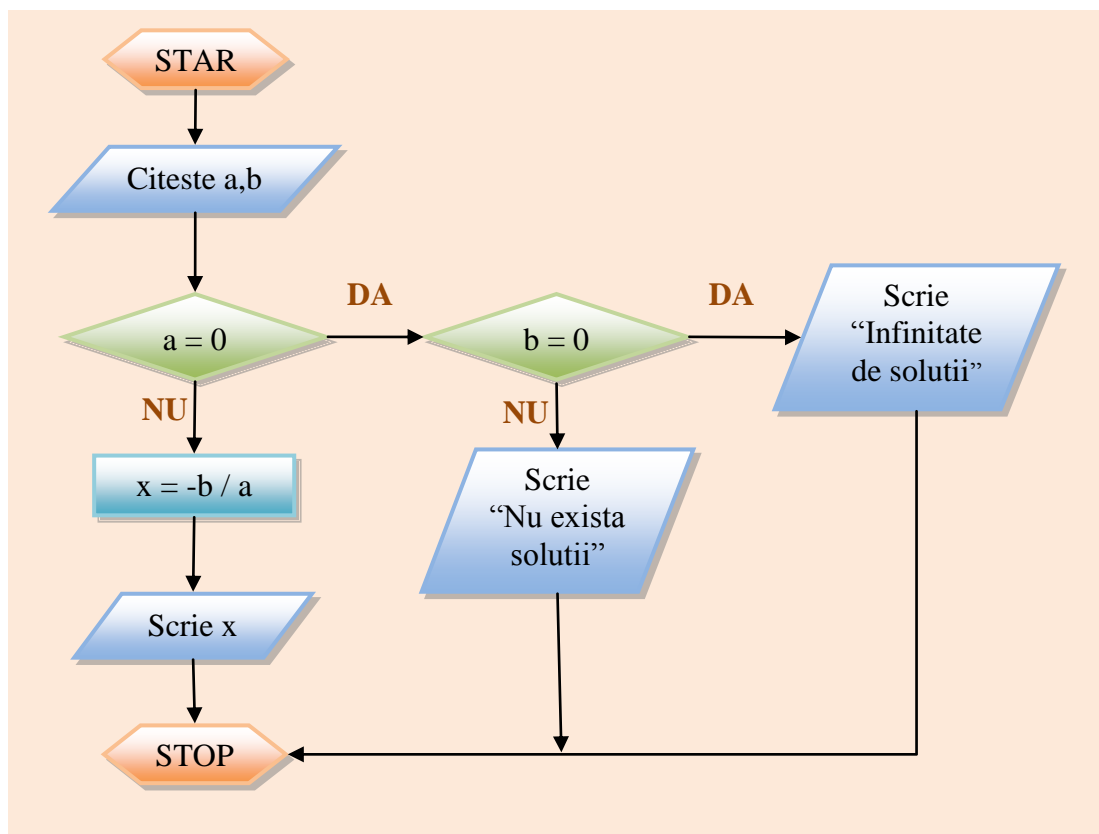 STAR
Citeste a,b
DA
DA
a = 0
b = 0
Scrie
“Infinitate
de solutii”
NU
NU
x = -b / a
Scrie
“Nu exista
solutii”
Scrie x
STOP